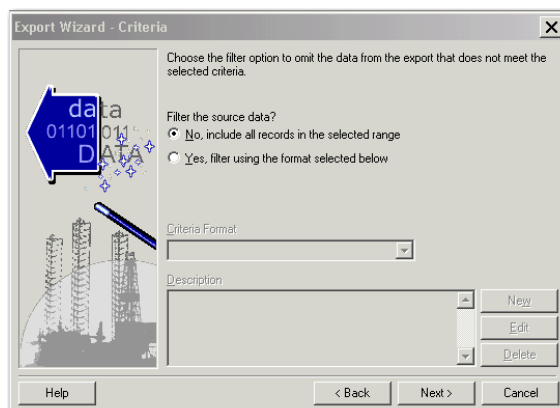 Export Wizard - Criteria
data
01101 011
DATA
Choose the filter option to omit the data from the export that does not meet the
selected criteria.
Filter the source data?
No, include all records in the selected range
Yes, filter using the format selected below
Criteria Format
Description
New
Edit
Delete
Help
< Back
Next >
Cancel